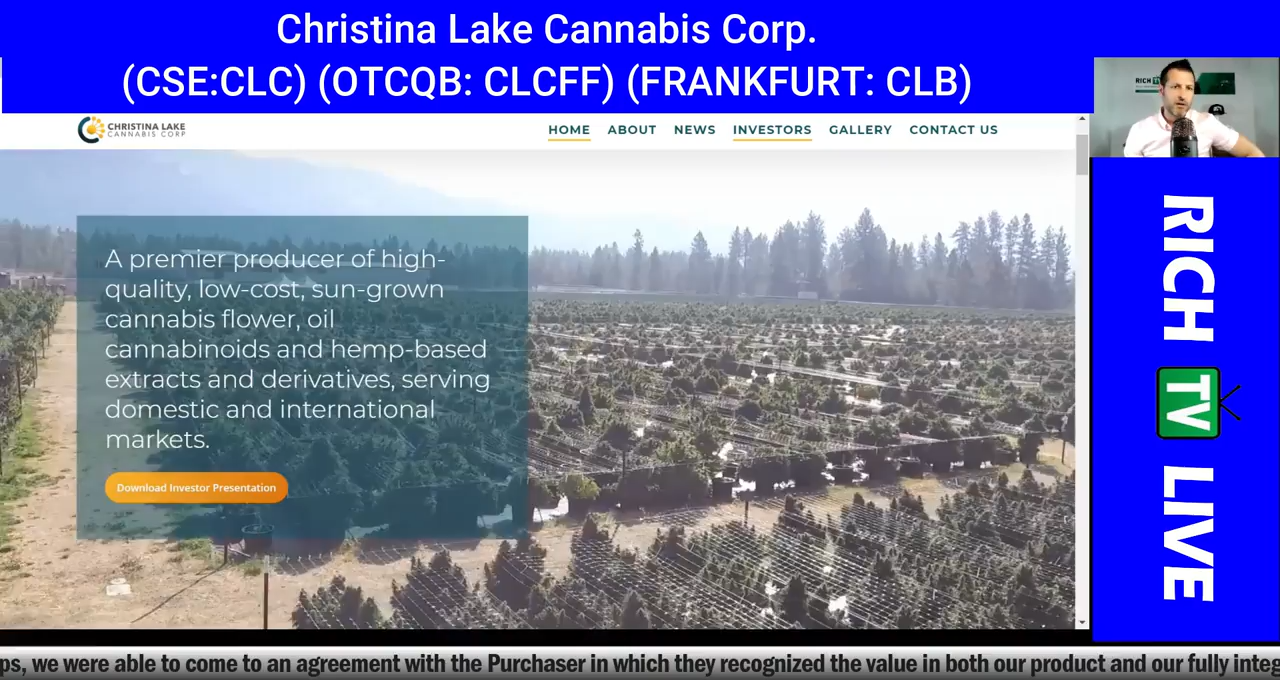 Christina Lake Cannabis Corp.
(CSE:CLC) (OTCQB: CLCFF) (FRANKFURT: CLB)
CHRISTINA LAKE
CANNABIS CORP
HOME ABOUT NEWS INVESTORS GALLERY CONTACT US
RICH TV
A premier producer of high-
quality, low-cost, sun-grown
cannabis flower, oil
cannabinoids and hemp-based
extracts and derivatives, serving
domestic and international
markets.
Download Investor Presentation
RICH TV LIVE
ps, we were able to come to an agreement with the Purchaser in which they recognized the value in both our product and our fully integ